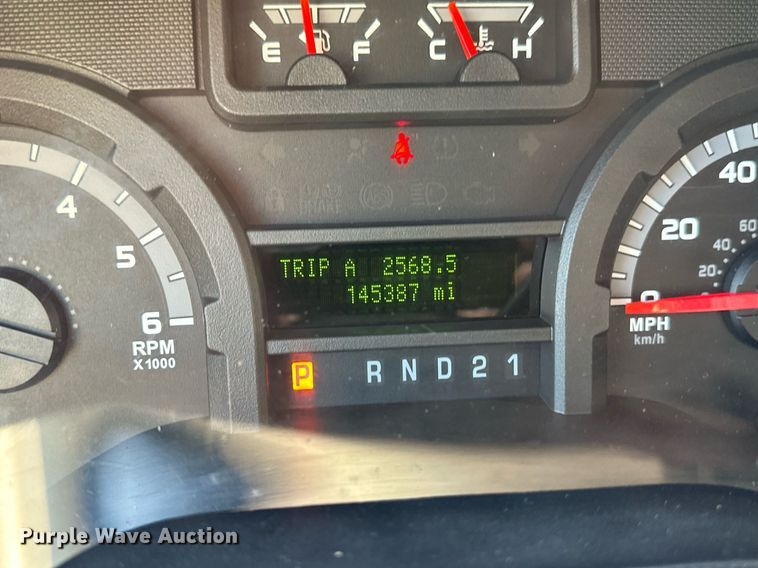 E F C H
4
5
6
RPM
X1000
TRIP A 2568.5
145387 mi
P R N D 2 1
40
20
0
60
40
20
MPH
km/h
Purple Wave Auction